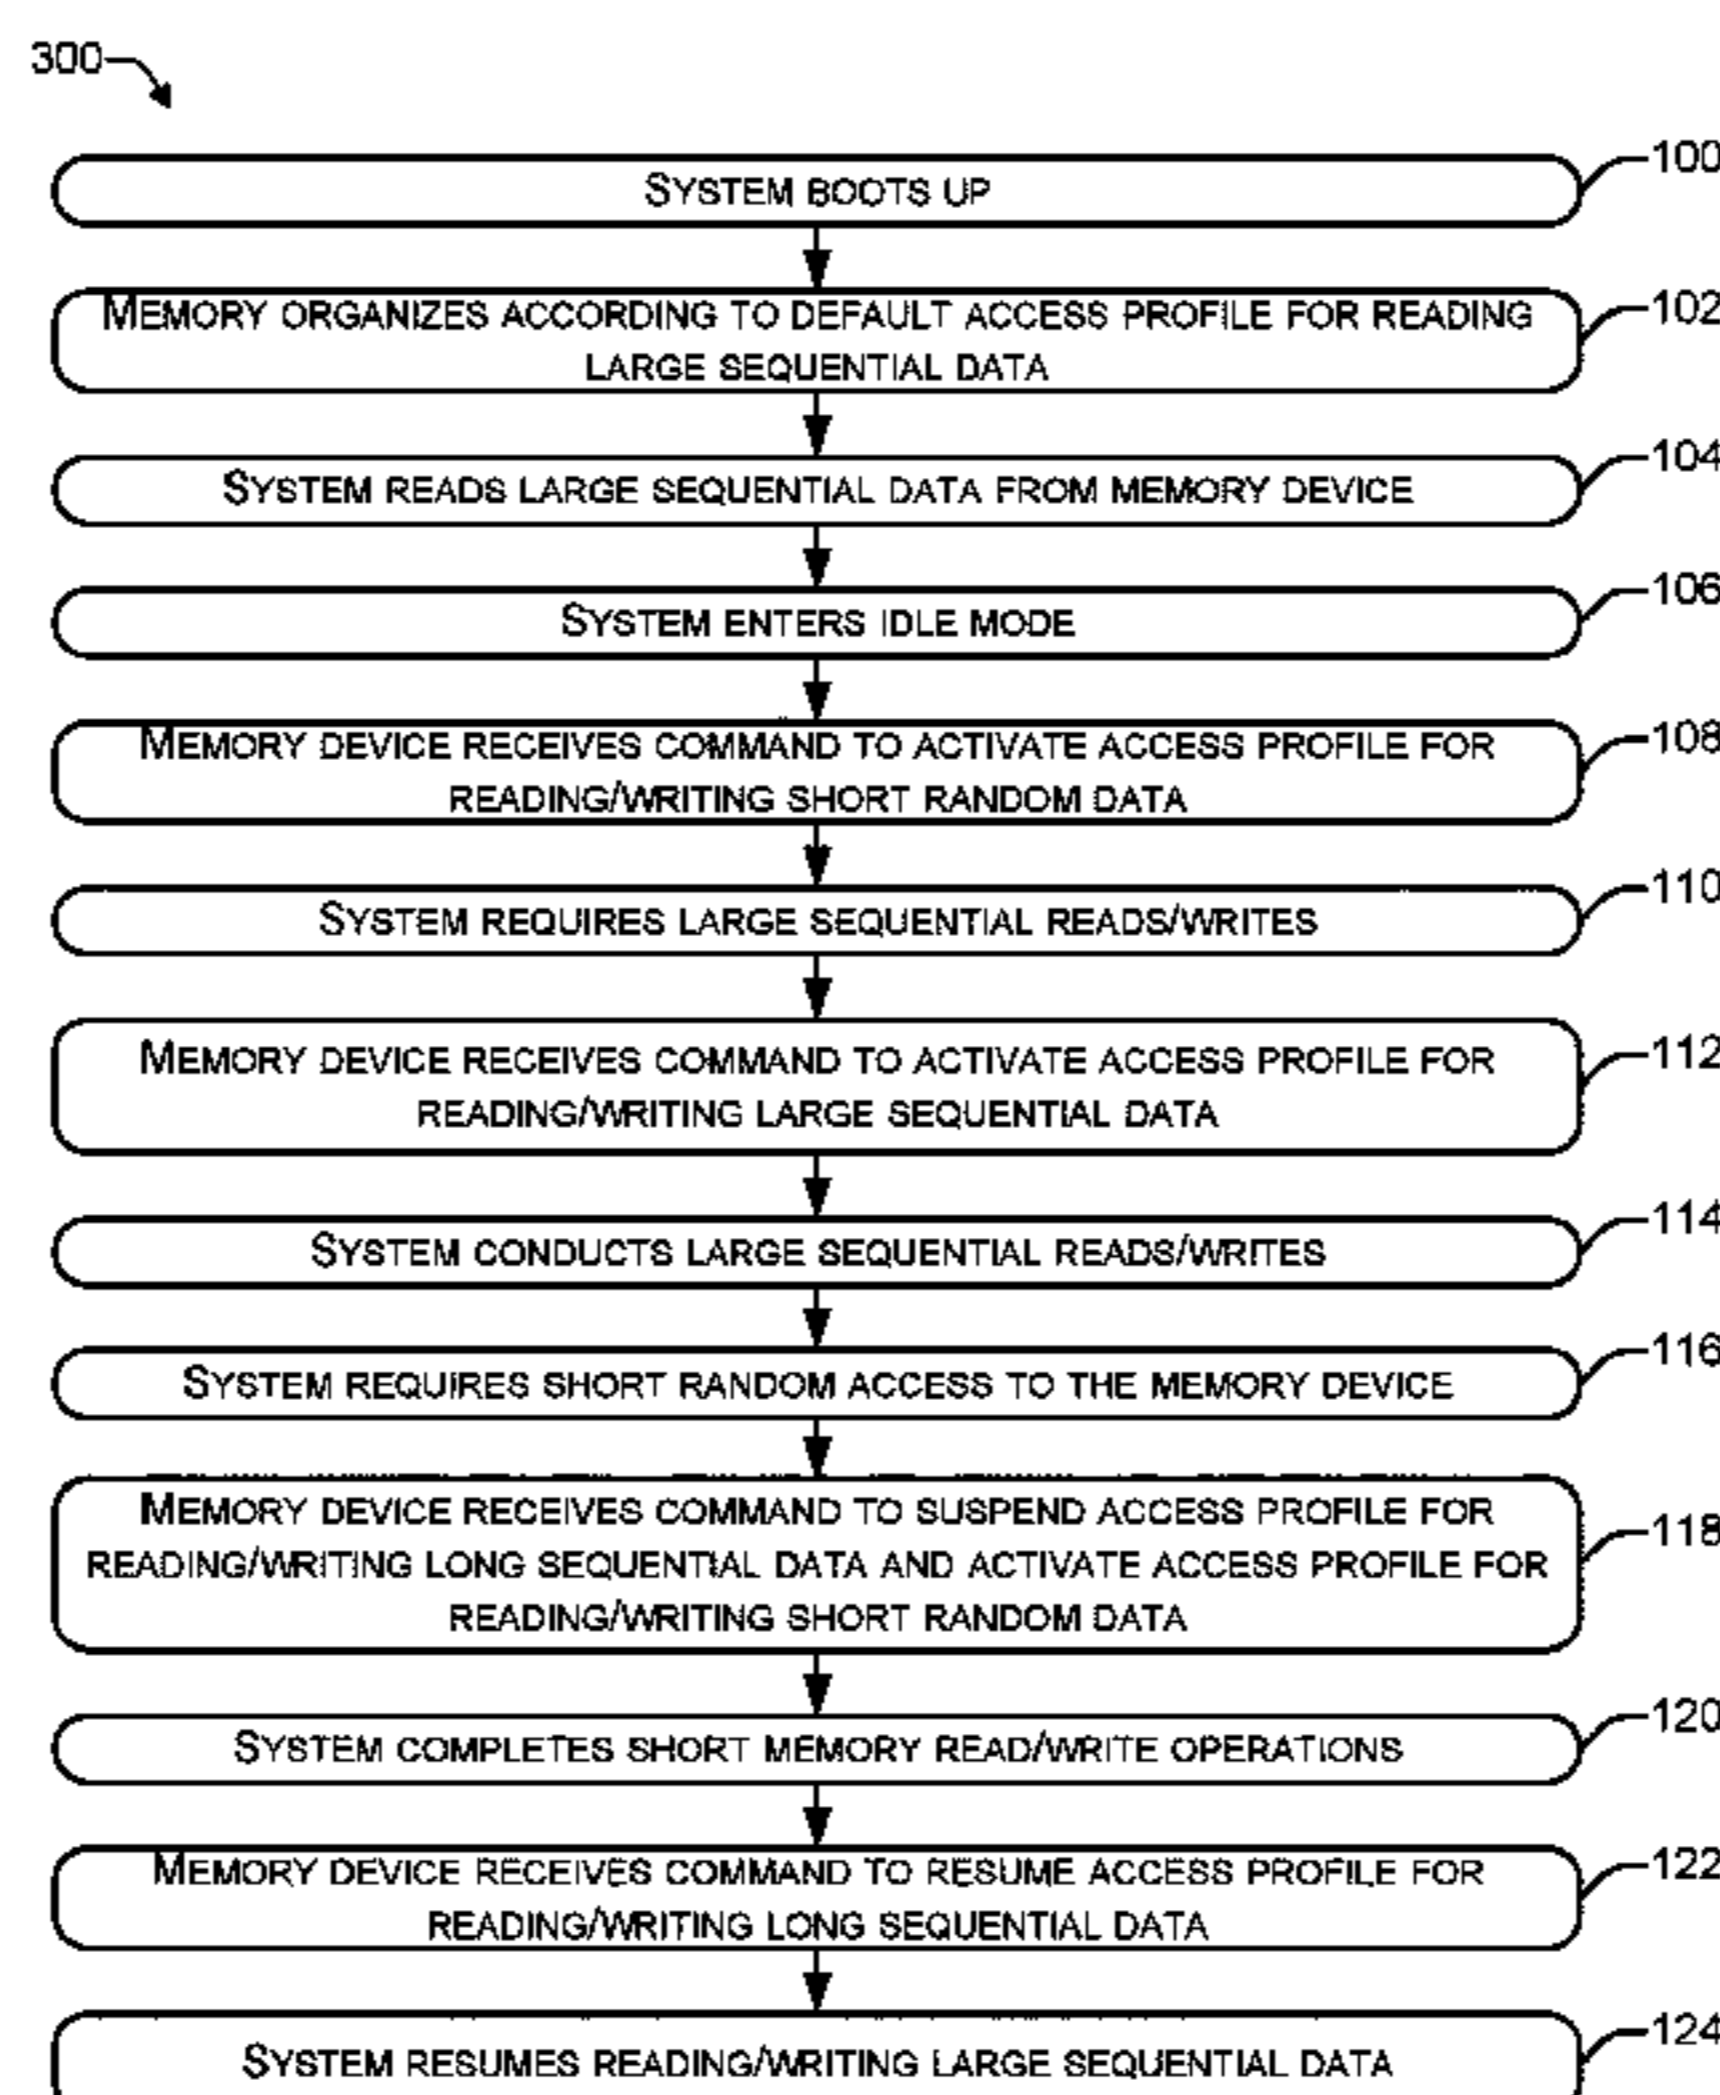 300
SYSTEM BOOTS UP
100
MEMORY ORGANIZES ACCORDING TO DEFAULT ACCESS PROFILE FOR READING
LARGE SEQUENTIAL DATA
102
SYSTEM READS LARGE SEQUENTIAL DATA FROM MEMORY DEVICE
104
SYSTEM ENTERS IDLE MODE
106
MEMORY DEVICE RECEIVES COMMAND TO ACTIVATE ACCESS PROFILE FOR
READING/WRITING SHORT RANDOM DATA
108
SYSTEM REQUIRES LARGE SEQUENTIAL READS/WRITES
110
MEMORY DEVICE RECEIVES COMMAND TO ACTIVATE ACCESS PROFILE FOR
READING/WRITING LARGE SEQUENTIAL DATA
112
SYSTEM CONDUCTS LARGE SEQUENTIAL READS/WRITES
114
SYSTEM REQUIRES SHORT RANDOM ACCESS TO THE MEMORY DEVICE
116
MEMORY DEVICE RECEIVES COMMAND TO SUSPEND ACCESS PROFILE FOR
READING/WRITING LONG SEQUENTIAL DATA AND ACTIVATE ACCESS PROFILE FOR
READING/WRITING SHORT RANDOM DATA
118
SYSTEM COMPLETES SHORT MEMORY READ/WRITE OPERATIONS
120
MEMORY DEVICE RECEIVES COMMAND TO RESUME ACCESS PROFILE FOR
READING/WRITING LONG SEQUENTIAL DATA
122
SYSTEM RESUMES READING/WRITING LARGE SEQUENTIAL DATA
124